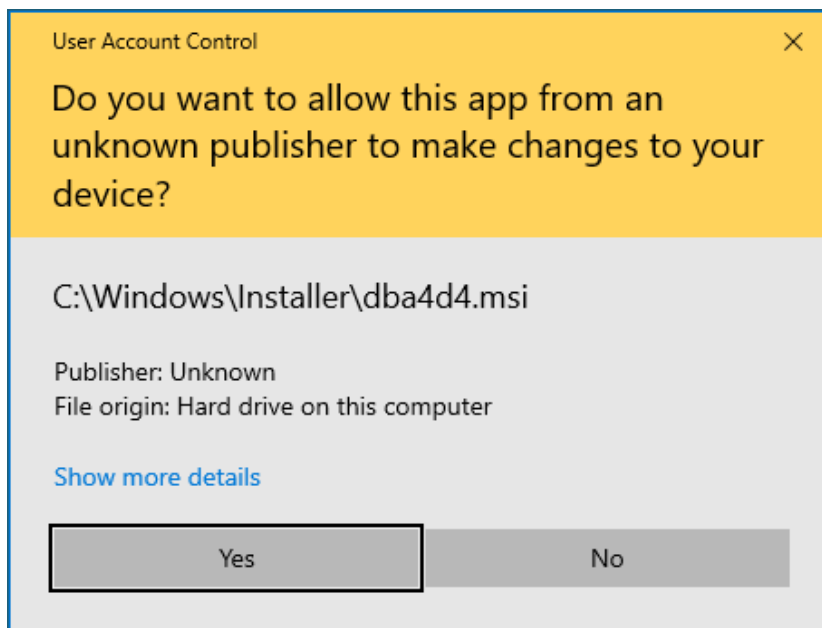 User Account Control
Do you want to allow this app from an
unknown publisher to make changes to your
device?
C:\Windows\Installer\dba4d4.msi
Publisher: Unknown
File origin: Hard drive on this computer
Show more details
Yes
No